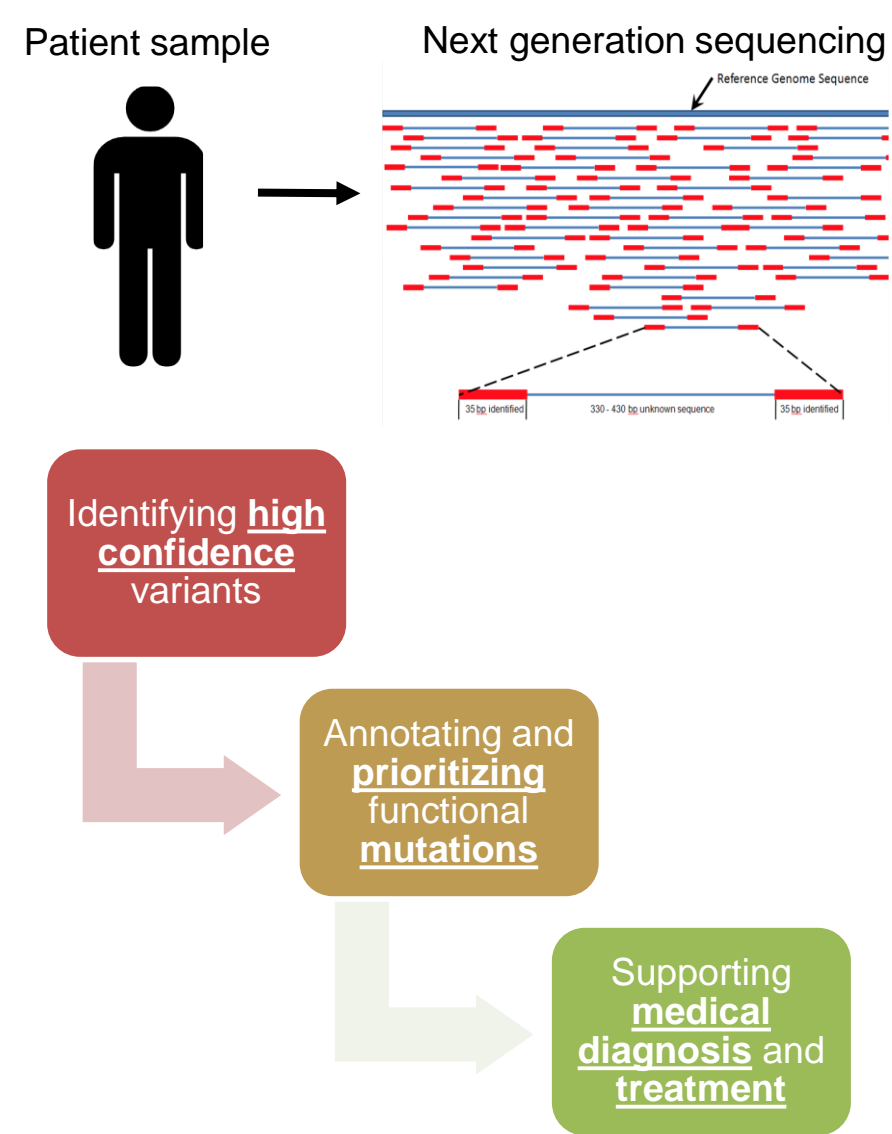 Patient sample
Next generation sequencing
Reference Genome Sequence
35 bp identified
330 - 430 bp unknown sequence
35 bp identified
Identifying high
confidence
variants
Annotating and
prioritizing
functional
mutations
Supporting
medical
diagnosis and
treatment